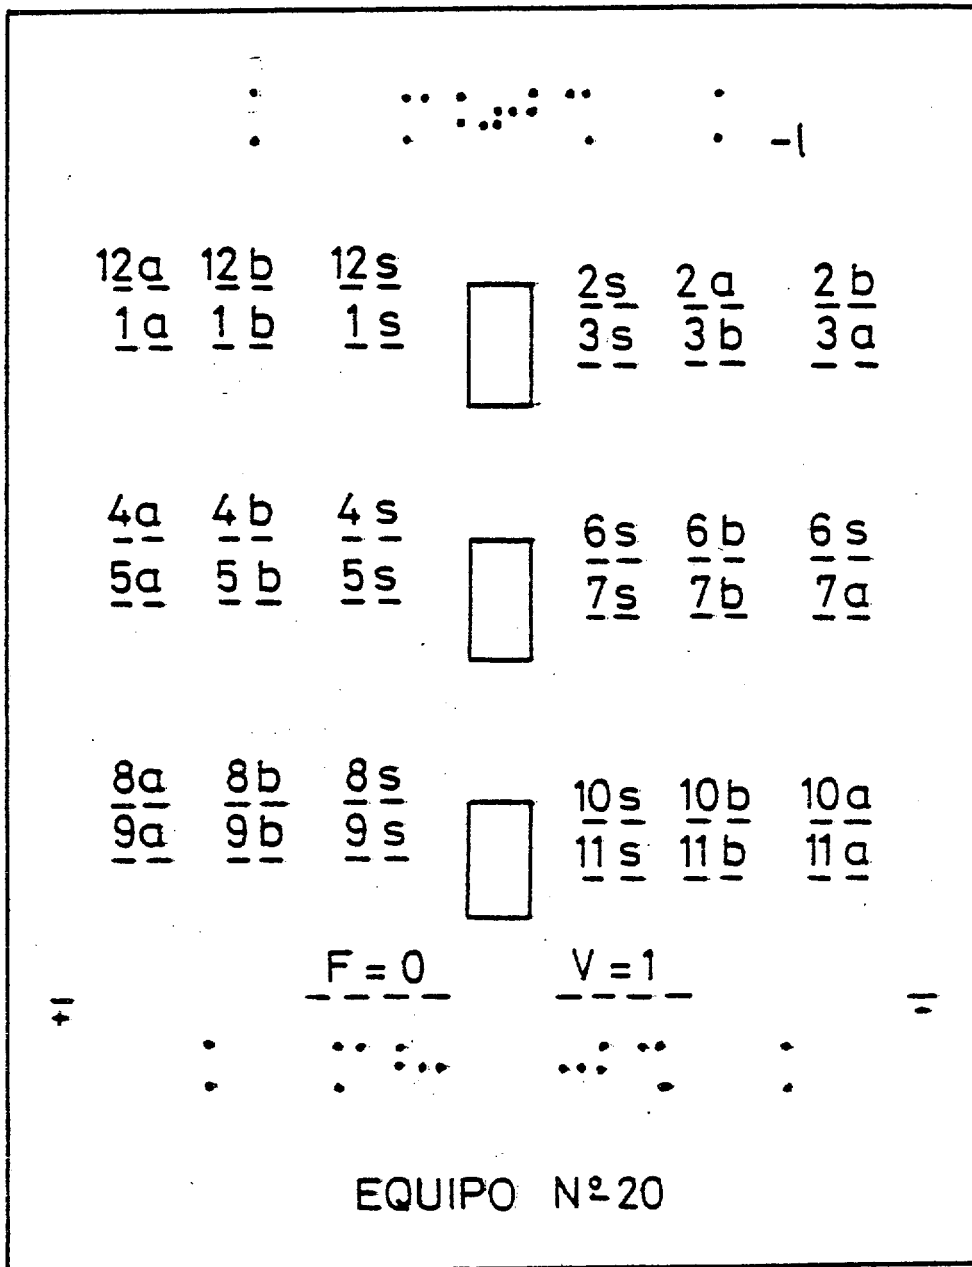 -1
12a 12b 12s
2s 2a 2b
1a 1b 1s
3s 3b 3a
4a 4b 4s
6s 6b 6s
5a 5b 5s
7s 7b 7a
8a 8b 8s
10s 10b 10a
9a 9b 9s
11s 11b 11a
F = 0 V = 1
+ -
EQUIPO Nº 20